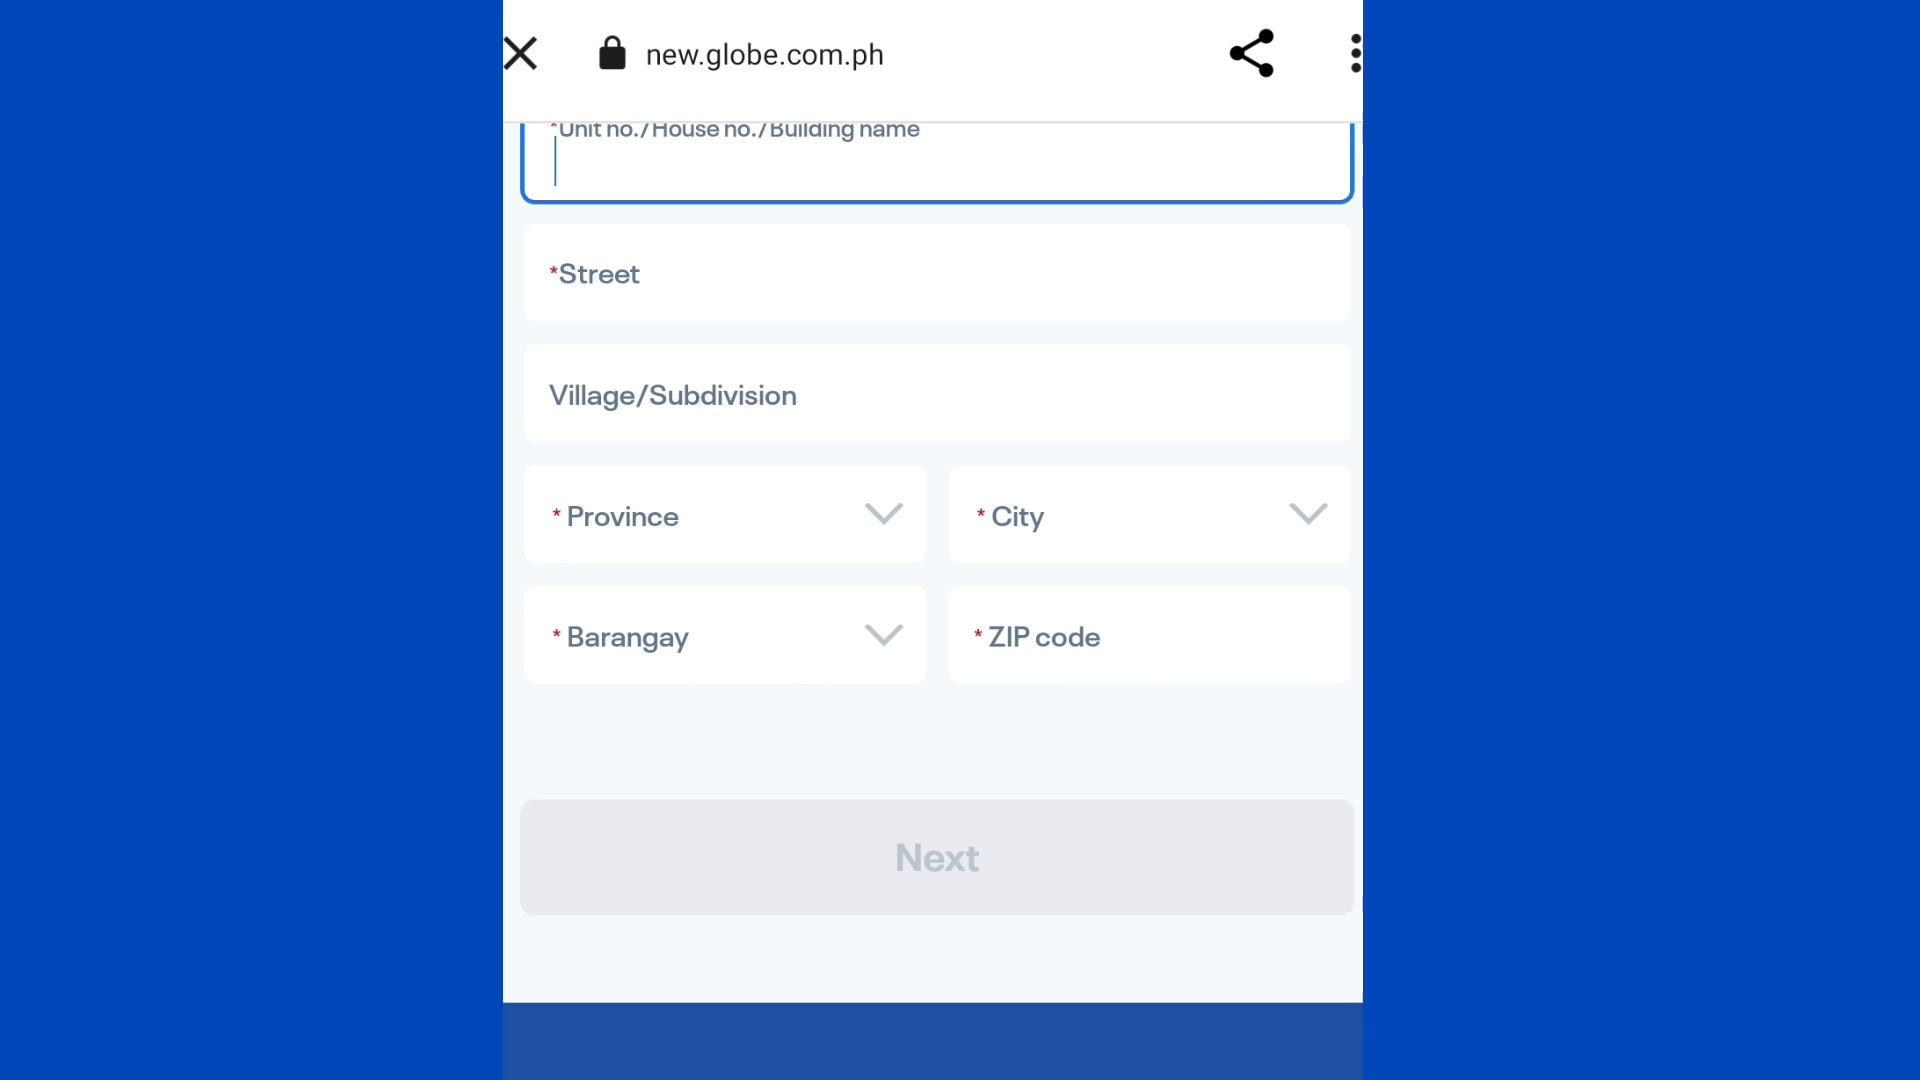 new.globe.com.ph
*Unit no./House no./Building name
*Street
Village/Subdivision
* Province
* City
* Barangay
* ZIP code
Next